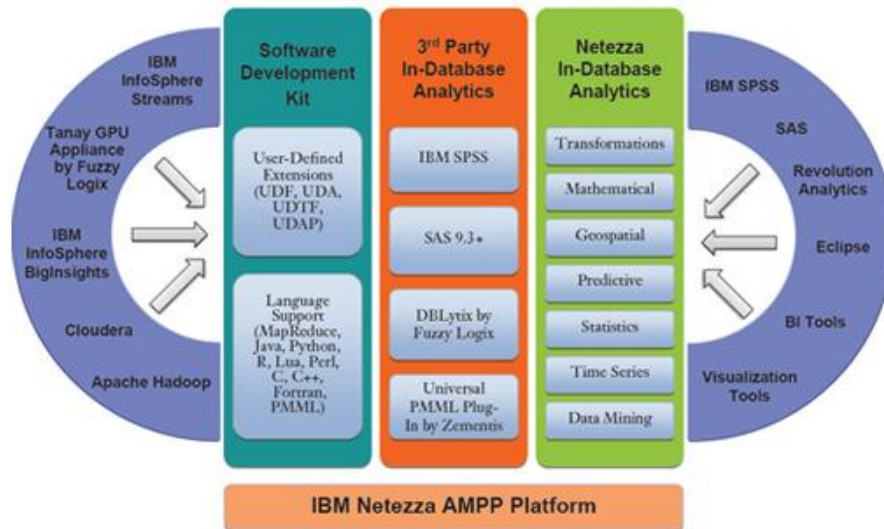 IBM
InfoSphere
Streams
Tanay GPU
Appliance
by Fuzzy
Logix
IBM
InfoSphere
BigInsights
Cloudera
Apache Hadoop
Software
Development
Kit
User-Defined
Extensions
(UDF, UDA,
UDTF,
UDAP)
Language
Support
(MapReduce,
Java, Python,
R, Lua, Perl,
C, C++,
Fortran,
PMML)
3rd Party
In-Database
Analytics
IBM SPSS
SAS 9.3*
DBLytix by
Fuzzy Logix
Universal
PMML Plug-
In by Zementis
Netezza
In-Database
Analytics
Transformations
Mathematical
Geospatial
Predictive
Statistics
Time Series
Data Mining
IBM SPSS
SAS
Revolution
Analytics
Eclipse
BI Tools
Visualization
Tools
IBM Netezza AMPP Platform